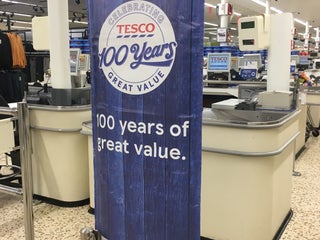 CELEBRATING
TESCO
100 Years
GREAT VALUE
100 years of
great value.
TESCO